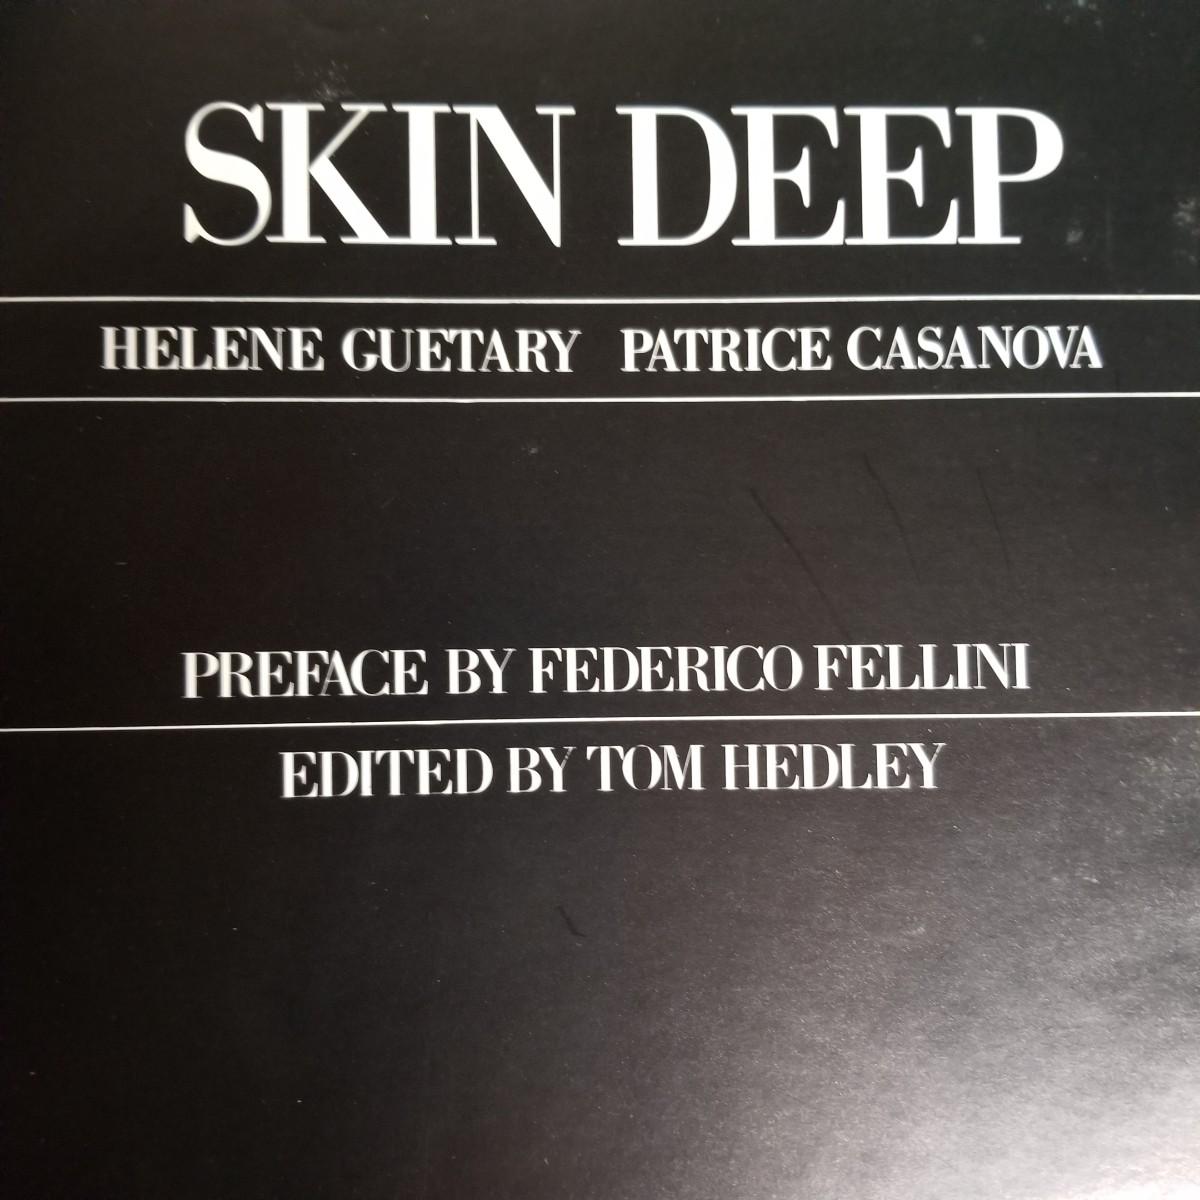 SKIN DEEP
HELENE GUETARY PATRICE CASANOVA
PREFACE BY FEDERICO FELLINI
EDITED BY TOM HEDLEY